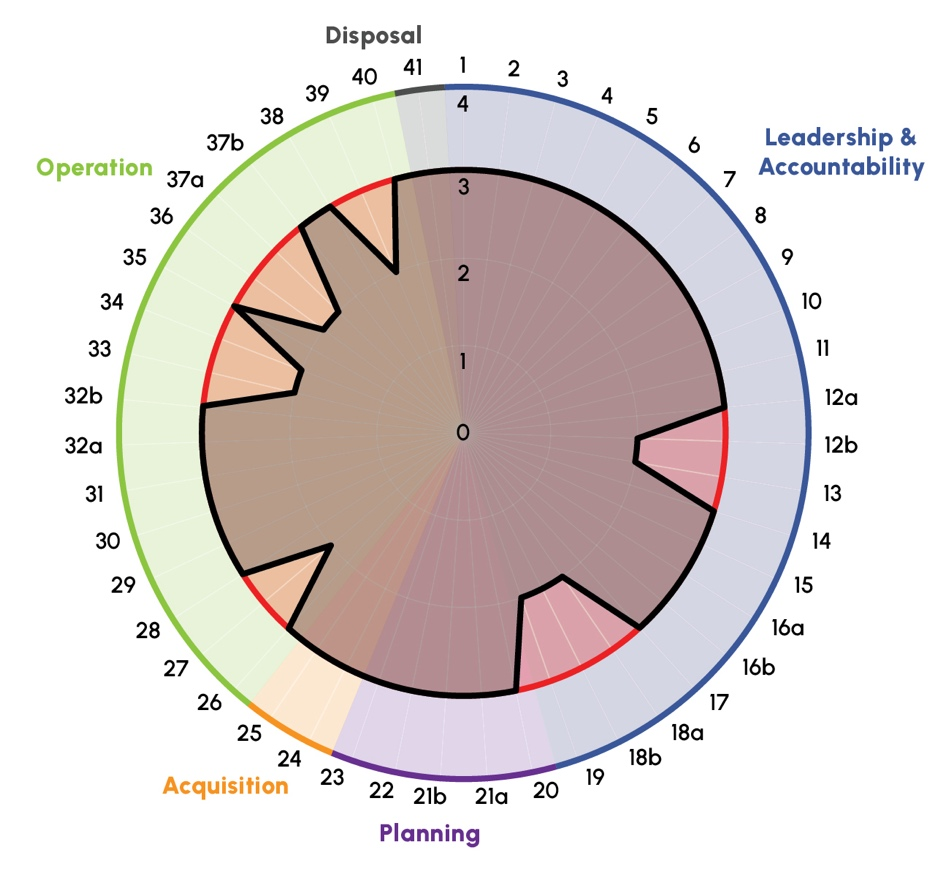 Disposal
41
1
2
3
4
5
6
7
8
9
10
11
12a
12b
13
14
15
16a
16b
17
18a
18b
19
20
21a
21b
22
23
24
25
26
27
28
29
30
31
32a
32b
33
34
35
36
37a
37b
38
39
40
4
3
2
1
0
Leadership &
Accountability
Operation
Acquisition
Planning